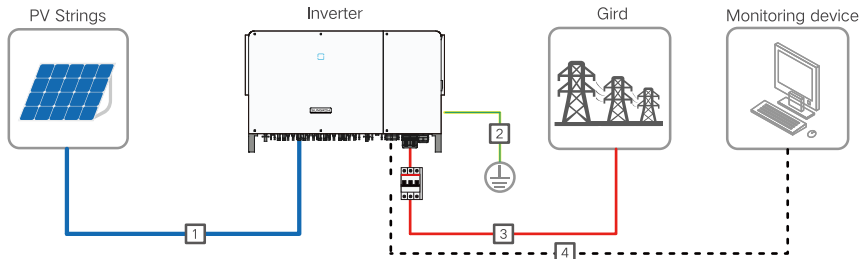 PV Strings
Inverter
Gird
Monitoring device
2
1
3
4